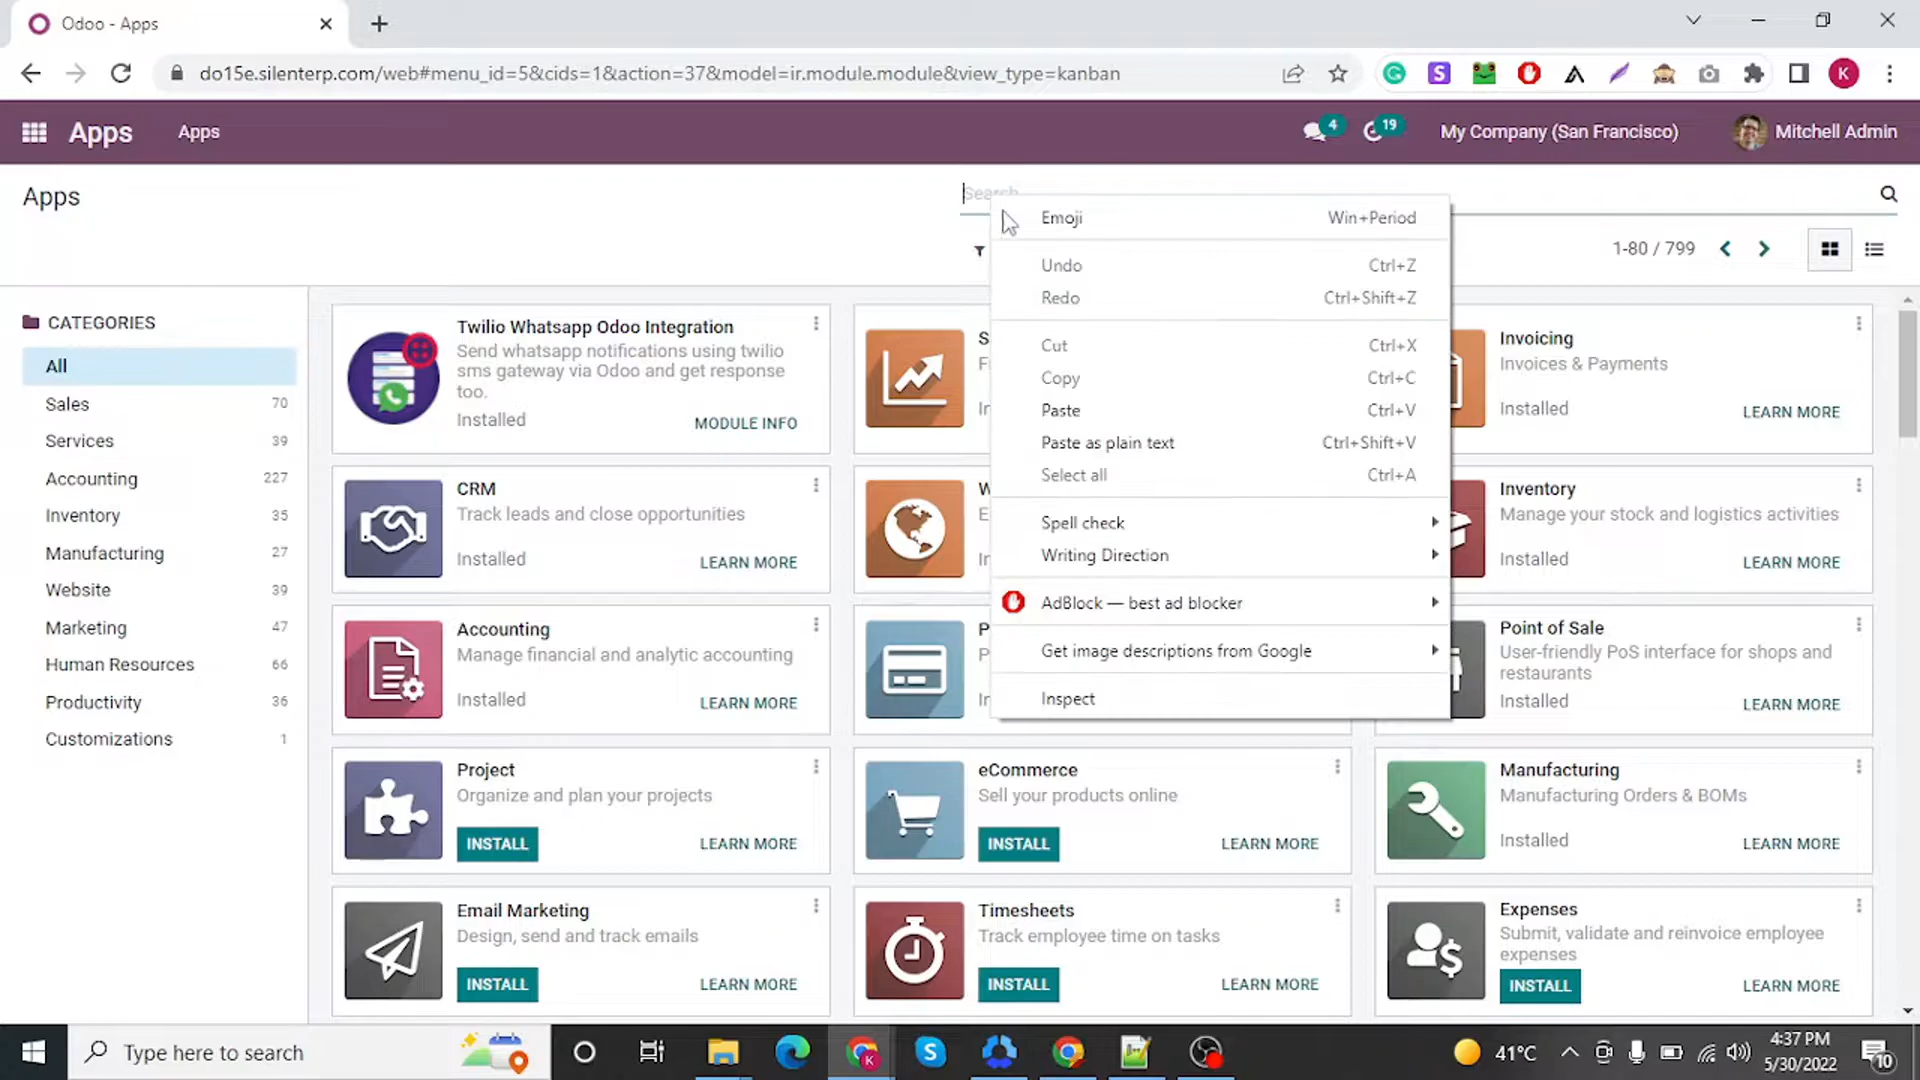 Odoo - Apps
do15e.silenterp.com/web#menu_id=5&cids=1&action=37&model=ir.module.module&view_type=kanban
K
Apps
Apps
4
19
My Company (San Francisco)
Mitchell Admin
Apps
Search
1-80 / 799
CATEGORIES
All
Sales 70
Services 39
Accounting 227
Inventory 35
Manufacturing 27
Website 39
Marketing 47
Human Resources 66
Productivity 36
Customizations 1
Emoji Win+Period
Undo Ctrl+Z
Redo Ctrl+Shift+Z
Cut Ctrl+X
Copy Ctrl+C
Paste Ctrl+V
Paste as plain text Ctrl+Shift+V
Select all Ctrl+A
Spell check
Writing Direction
AdBlock — best ad blocker
Get image descriptions from Google
Inspect
Twilio Whatsapp Odoo Integration
Send whatsapp notifications using twilio
sms gateway via Odoo and get response
too.
Installed
MODULE INFO
Invoicing
Invoices & Payments
Installed
LEARN MORE
CRM
Track leads and close opportunities
Installed
LEARN MORE
Inventory
Manage your stock and logistics activities
Installed
LEARN MORE
Accounting
Manage financial and analytic accounting
Installed
LEARN MORE
Point of Sale
User-friendly PoS interface for shops and
restaurants
Installed
LEARN MORE
Project
Organize and plan your projects
INSTALL
LEARN MORE
eCommerce
Sell your products online
INSTALL
LEARN MORE
Manufacturing
Manufacturing Orders & BOMs
Installed
LEARN MORE
Email Marketing
Design, send and track emails
INSTALL
LEARN MORE
Timesheets
Track employee time on tasks
INSTALL
LEARN MORE
Expenses
Submit, validate and reinvoice employee
expenses
INSTALL
LEARN MORE
Type here to search
41°C
4:37 PM
5/30/2022
10